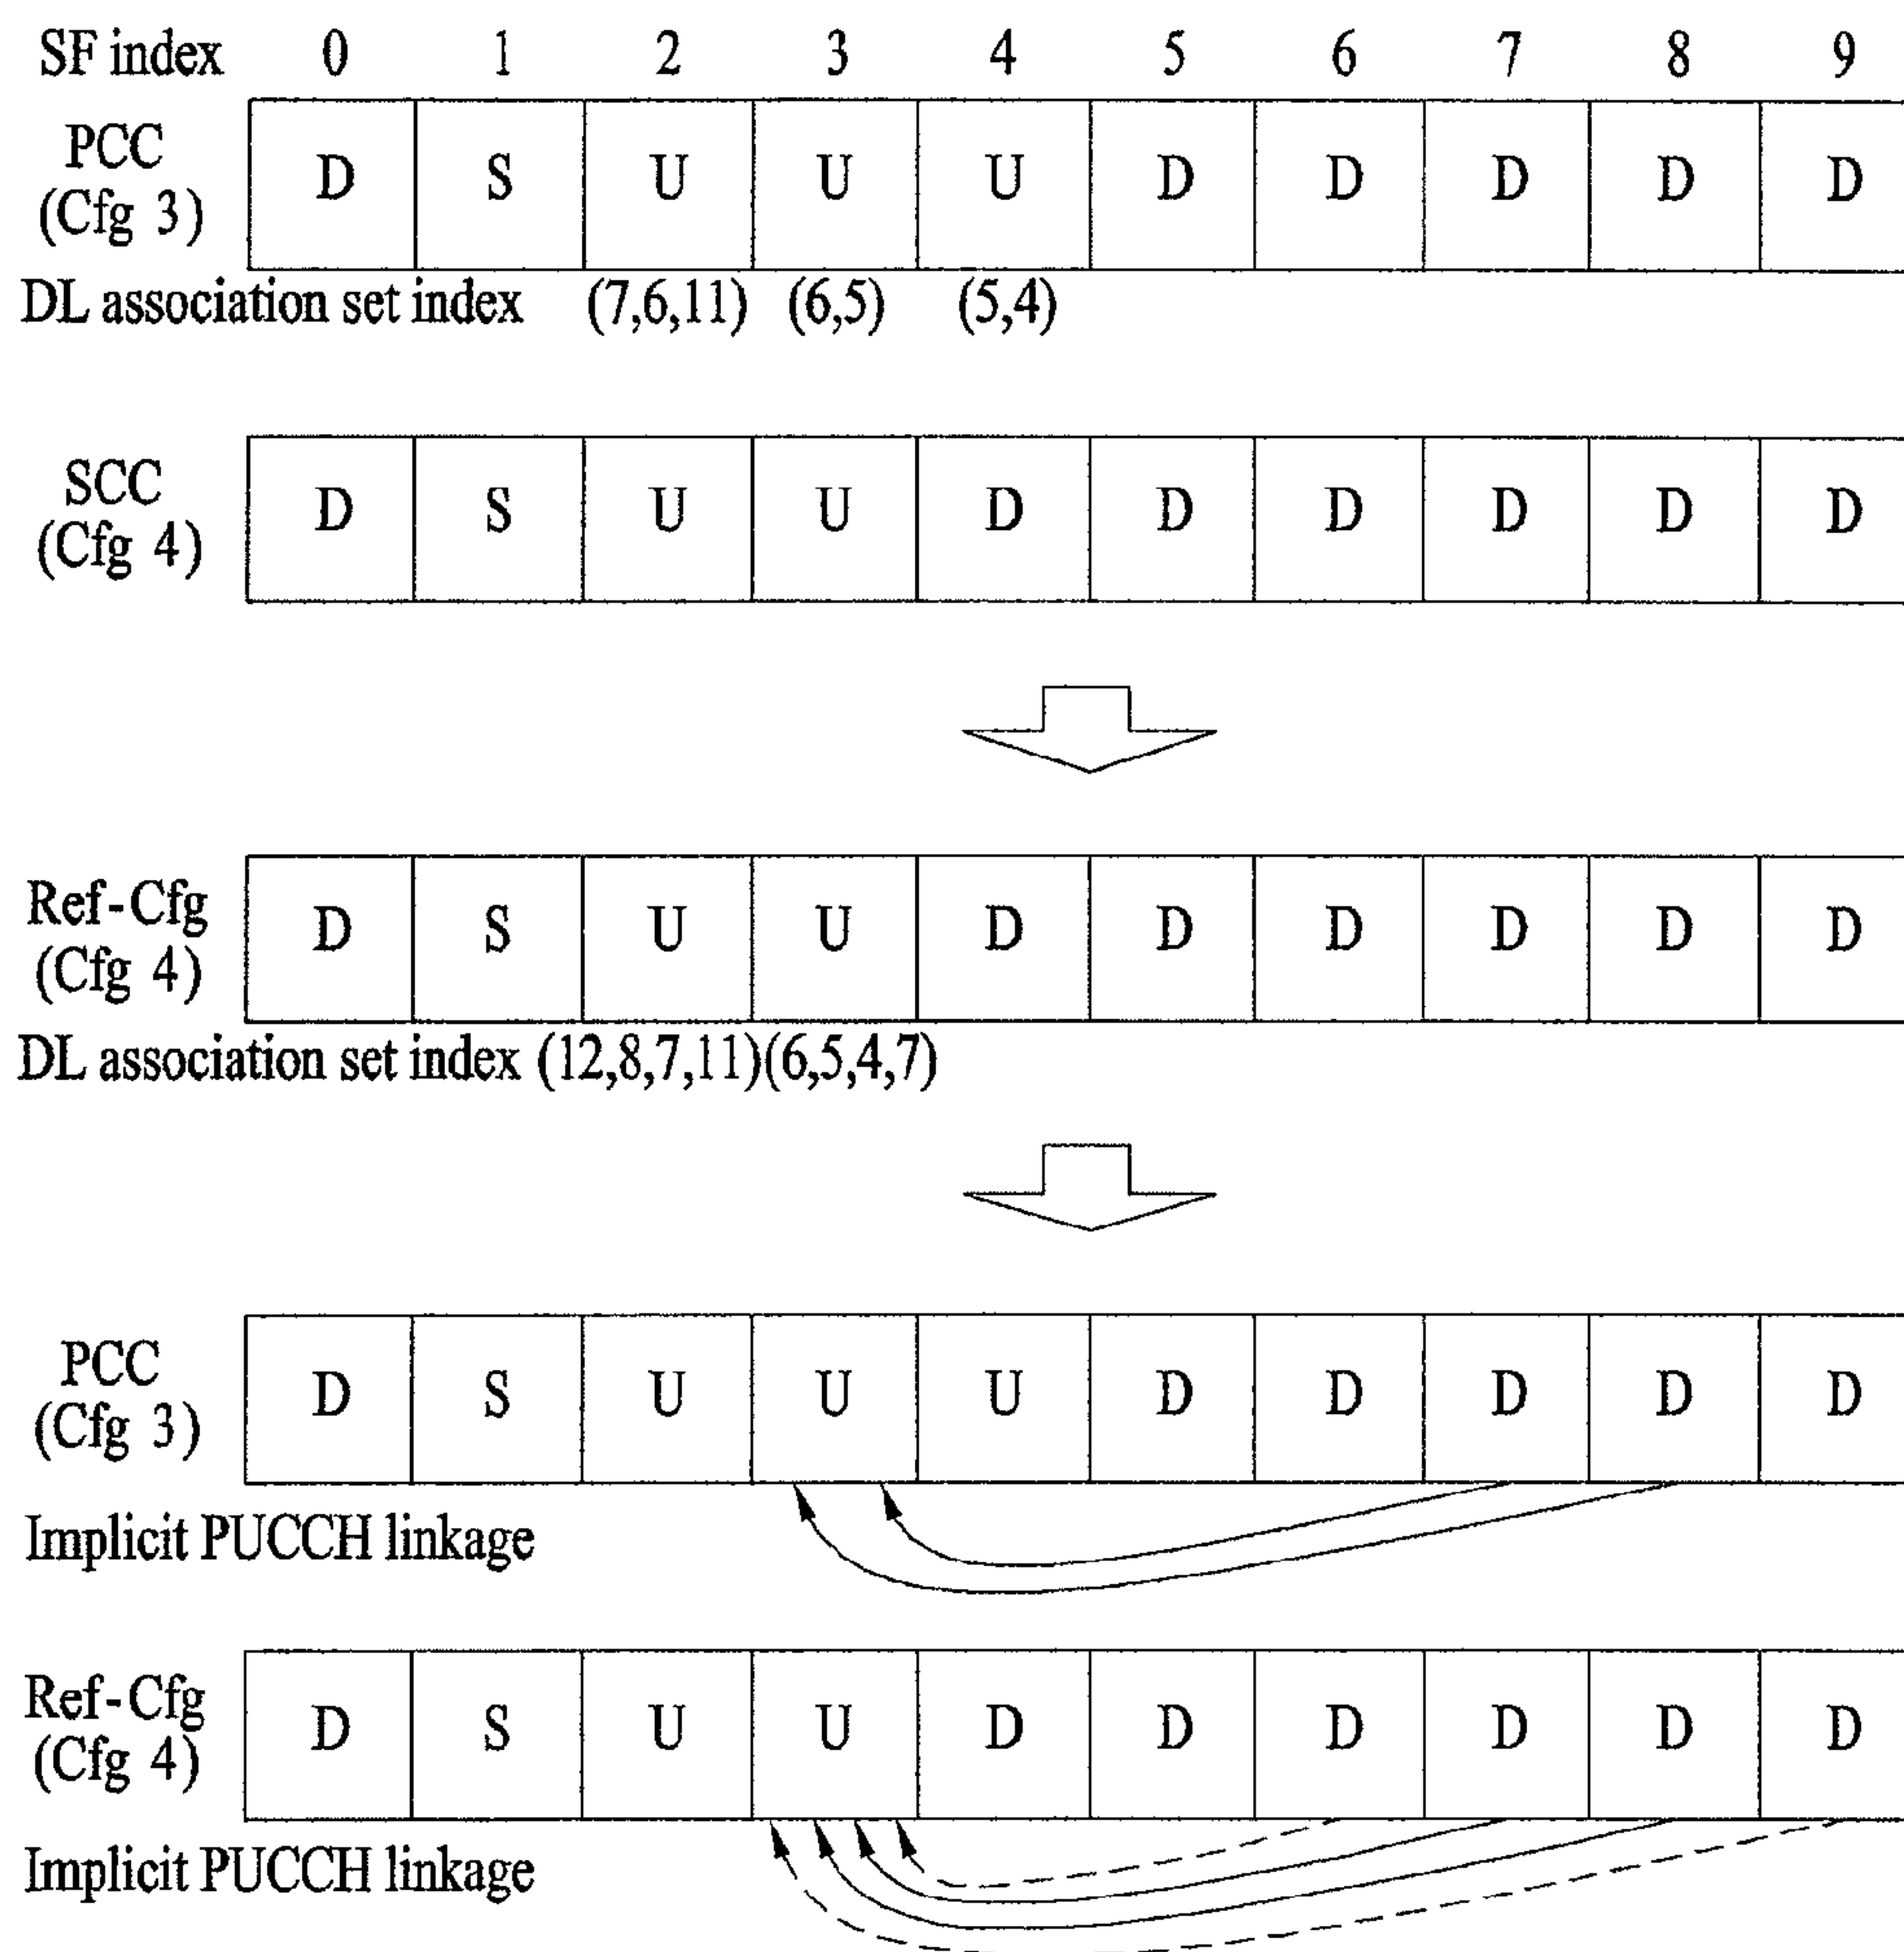 SF index 0 1 2 3 4 5 6 7 8 9
PCC
(Cfg 3)
D S U U U D D D D D
DL association set index (7,6,11) (6,5) (5,4)
SCC
(Cfg 4)
D S U U D D D D D D
Ref-Cfg
(Cfg 4)
D S U U D D D D D D
DL association set index (12,8,7,11)(6,5,4,7)
PCC
(Cfg 3)
D S U U U D D D D D
Implicit PUCCH linkage
Ref-Cfg
(Cfg 4)
D S U U D D D D D D
Implicit PUCCH linkage